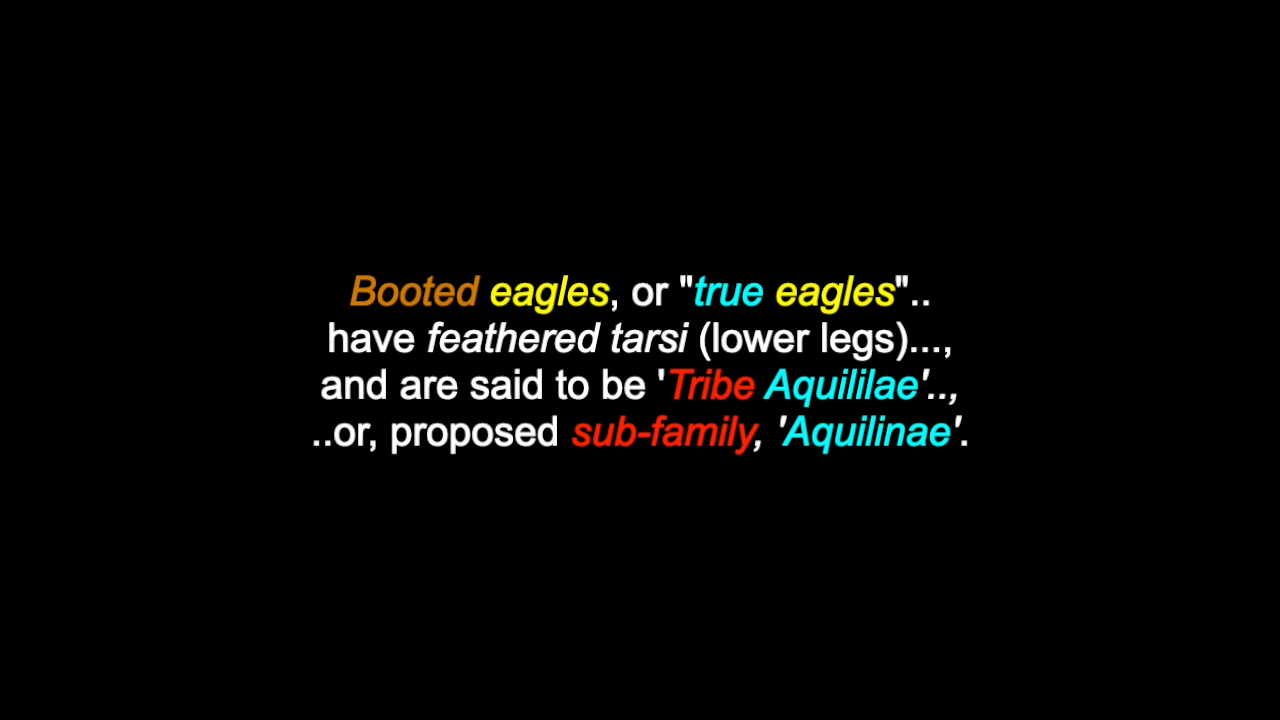 Booted eagles, or "true eagles"..
have feathered tarsi (lower legs)...,
and are said to be 'Tribe Aquililae'..,
..or, proposed sub-family, 'Aquilinae'.